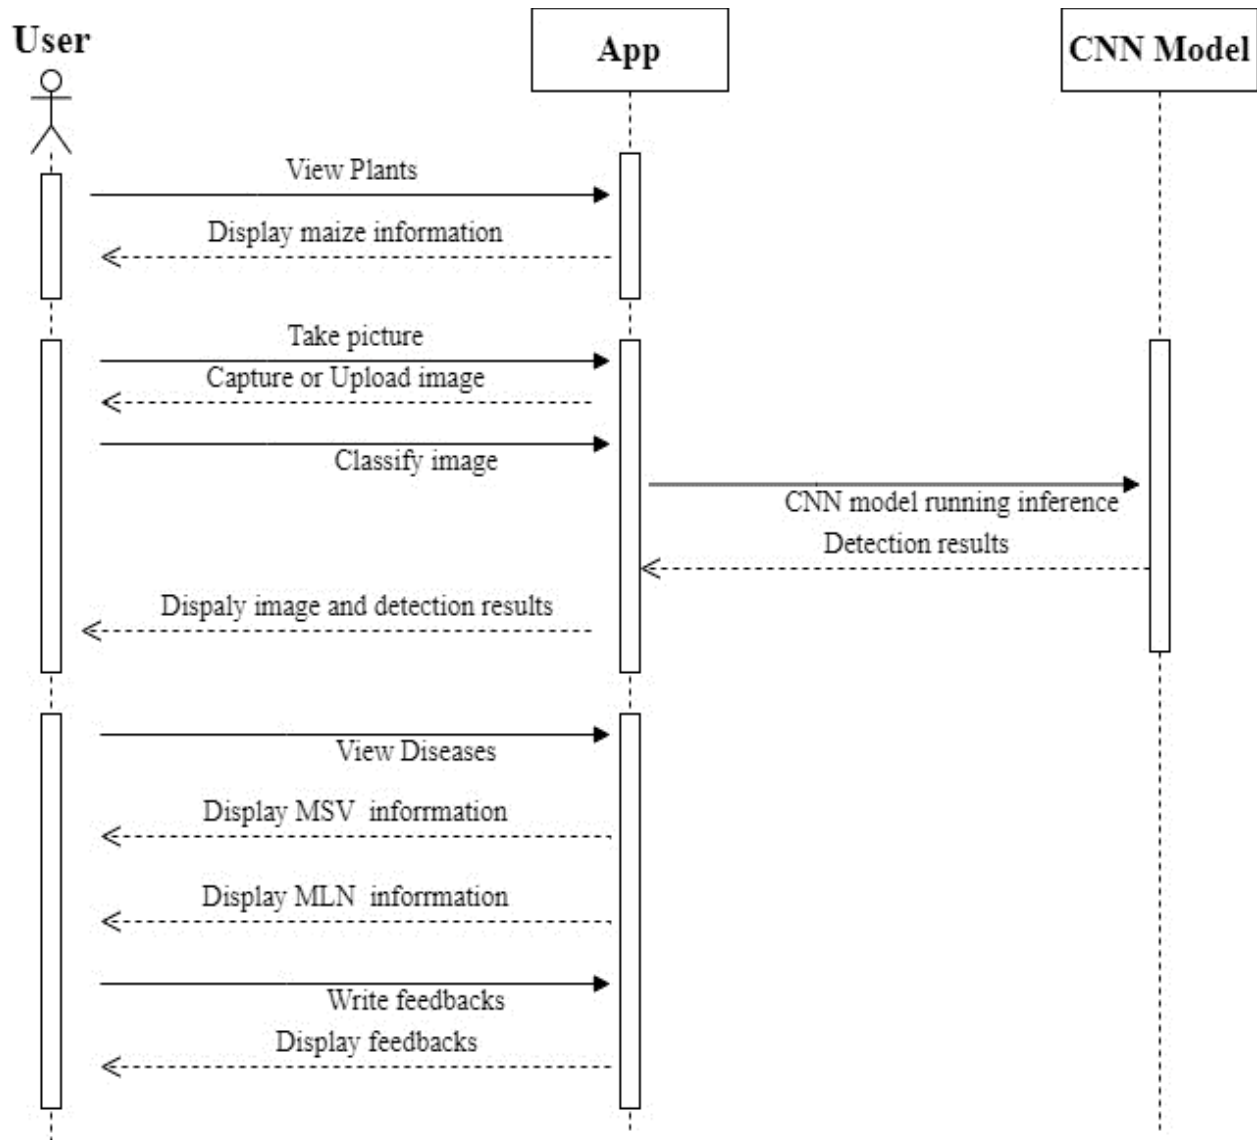 User
App
CNN Model
View Plants
Display maize information
Take picture
Capture or Upload image
Classify image
CNN model running inference
Detection results
Dispaly image and detection results
View Diseases
Display MSV inforrmation
Display MLN inforrmation
Write feedbacks
Display feedbacks